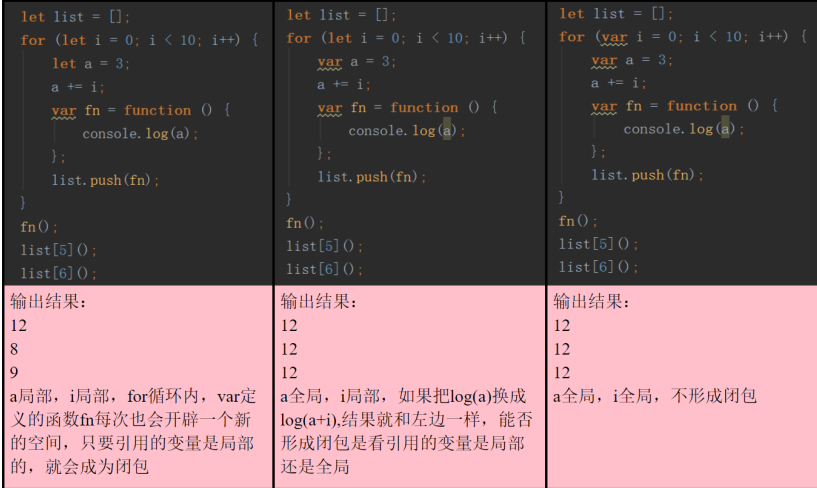 let list = [];
for (let i = 0; i < 10; i++) {
let a = 3;
a += i;
var fn = function () {
console.log(a);
};
list.push(fn);
}
fn();
list[5]();
list[6]();
输出结果：
12
8
9
a局部，i局部，for循环内，var定
义的函数fn每次也会开辟一个新
的空间，只要引用的变量是局部
的，就会成为闭包
let list = [];
for (let i = 0; i < 10; i++) {
var a = 3;
a += i;
var fn = function () {
console.log(a);
};
list.push(fn);
}
fn();
list[5]();
list[6]();
输出结果：
12
12
12
a全局，i局部，如果把log(a)换成
log(a+i),结果就和左边一样，能否
形成闭包是看引用的变量是局部
还是全局
let list = [];
for (var i = 0; i < 10; i++) {
var a = 3;
a += i;
var fn = function () {
console.log(a);
};
list.push(fn);
}
fn();
list[5]();
list[6]();
输出结果：
12
12
12
a全局，i全局，不形成闭包